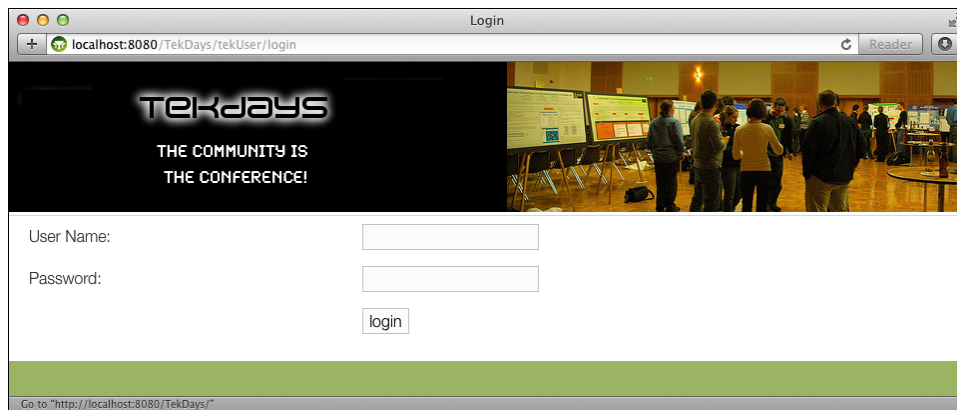 Login
+ localhost:8080/TekDays/tekUser/login Reader
TEKDAYS
THE COMMUNITY IS
THE CONFERENCE!
User Name:
Password:
login
Go to "http://localhost:8080/TekDays/"